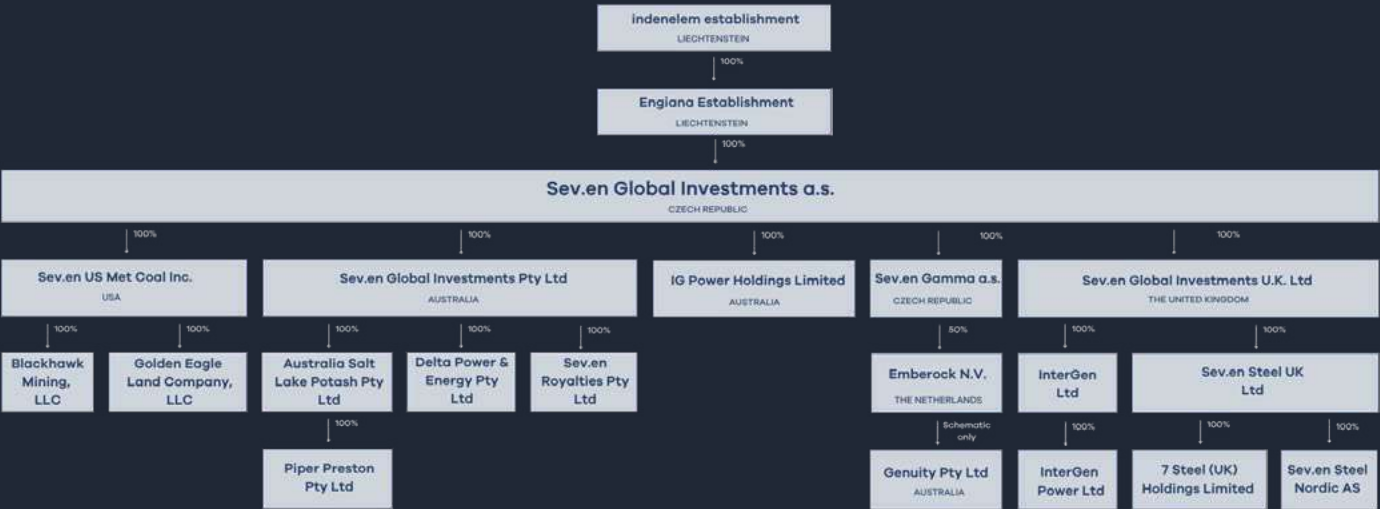 indenelem establishment
LIECHTENSTEIN
100%
Engiana Establishment
LIECHTENSTEIN
100%
Sev.en Global Investments a.s.
CZECH REPUBLIC
100%
100%
100%
100%
100%
Sev.en US Met Coal Inc.
USA
Sev.en Global Investments Pty Ltd
AUSTRALIA
IG Power Holdings Limited
AUSTRALIA
Sev.en Gamma a.s.
CZECH REPUBLIC
Sev.en Global Investments U.K. Ltd
THE UNITED KINGDOM
100%
100%
100%
100%
100%
50%
100%
100%
Blackhawk
Mining,
LLC
Golden Eagle
Land Company,
LLC
Australia Salt
Lake Potash Pty
Ltd
Delta Power &
Energy Pty
Ltd
Sev.en
Royalties Pty
Ltd
Emberock N.V.
THE NETHERLANDS
InterGen
Ltd
Sev.en Steel UK
Ltd
100%
Schematic
only
100%
100%
100%
Piper Preston
Pty Ltd
Genuity Pty Ltd
AUSTRALIA
InterGen
Power Ltd
7 Steel (UK)
Holdings Limited
Sev.en Steel
Nordic AS